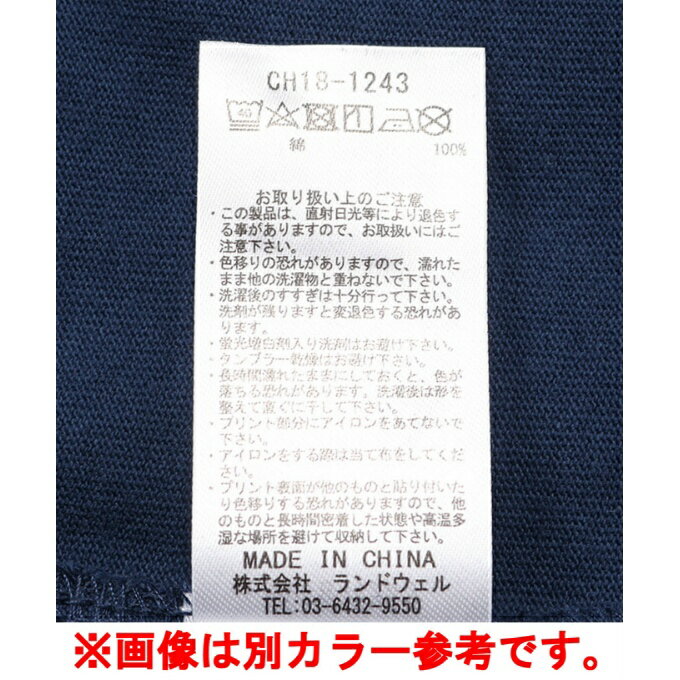 CH18-1243
40
綿 100%
お取り扱い上のご注意
・この製品は、直射日光等により退色す
る事がありますので、お取扱いにはご
注意下さい。
・色移りの恐れがありますので、濡れた
まま他の洗濯物と重ねないで下さい。
・洗濯後のすすぎは十分行って下さい。
洗剤が残りますと変退色する恐れがあ
ります。
・蛍光増白剤入り洗剤はお避け下さい。
・タンブラー乾燥はお避け下さい。
・長時間濡れたままにしておくと、色が
落ちる恐れがあります。洗濯後は形を
整えて直ぐに干して下さい。
・プリント部分にアイロンをあてないで
下さい。
・アイロンをする際は当て布をしてくだ
さい。
・プリント裏面が他のものと貼り付いた
り色移りする恐れがありますので、他
のものと長時間密着した状態や高温多
湿な場所を避けて収納して下さい。
MADE IN CHINA
株式会社 ランドウェル
TEL:03-6432-9550
※画像は別カラー参考です。